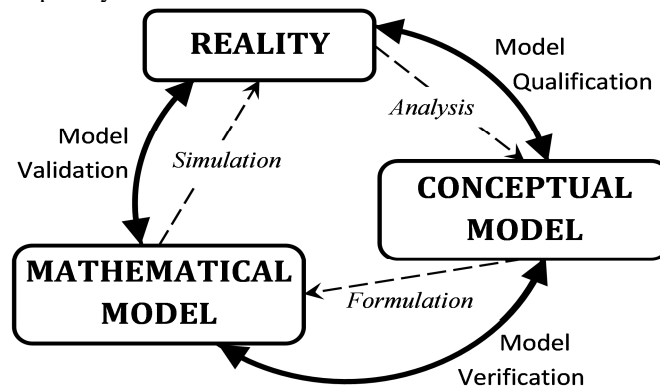 REALITY
Model
Qualification
Analysis
Model
Validation
Simulation
CONCEPTUAL
MODEL
MATHEMATICAL
MODEL
Formulation
Model
Verification